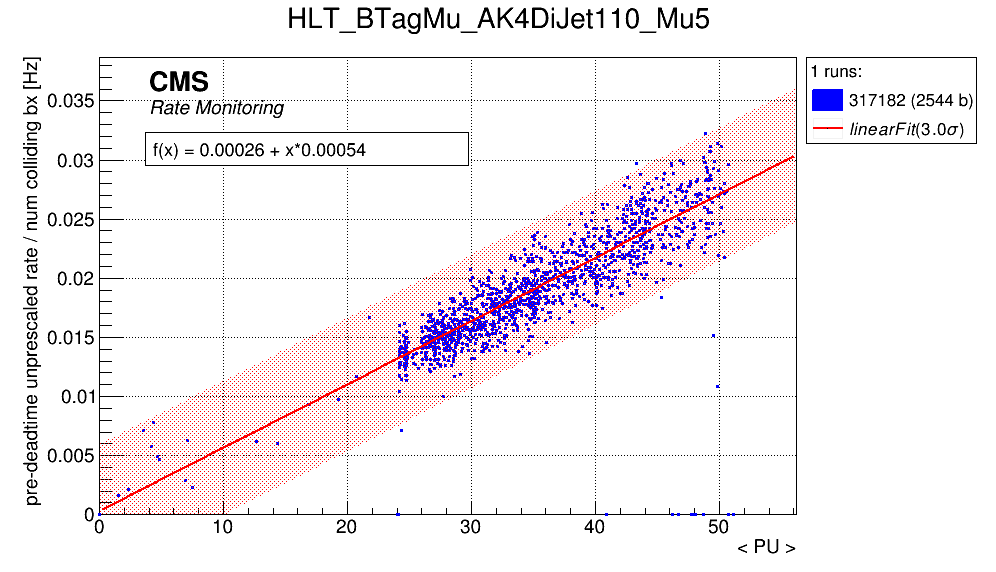 HLT_BTagMu_AK4DiJet110_Mu5
pre-deadtime unprescaled rate / num colliding bx [Hz]
CMS
Rate Monitoring
f(x) = 0.00026 + x*0.00054
1 runs:
317182 (2544 b)
linearFit(3.0σ)
0.035
0.03
0.025
0.02
0.015
0.01
0.005
0
0 10 20 30 40 50
< PU >